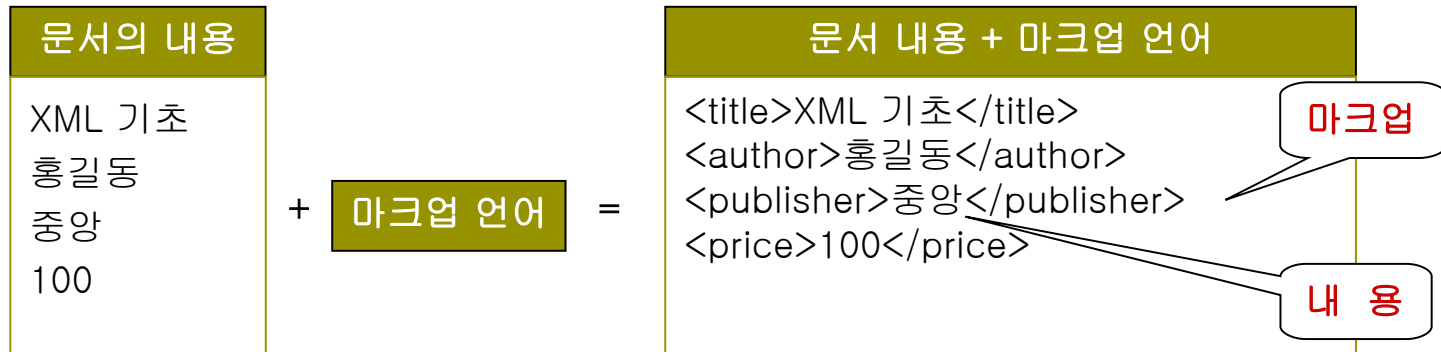 문서의 내용
XML 기초
홍길동
중앙
100
+
마크업 언어
=
문서 내용 + 마크업 언어
<title>XML 기초</title>
<author>홍길동</author>
<publisher>중앙</publisher>
<price>100</price>
마크업
내 용